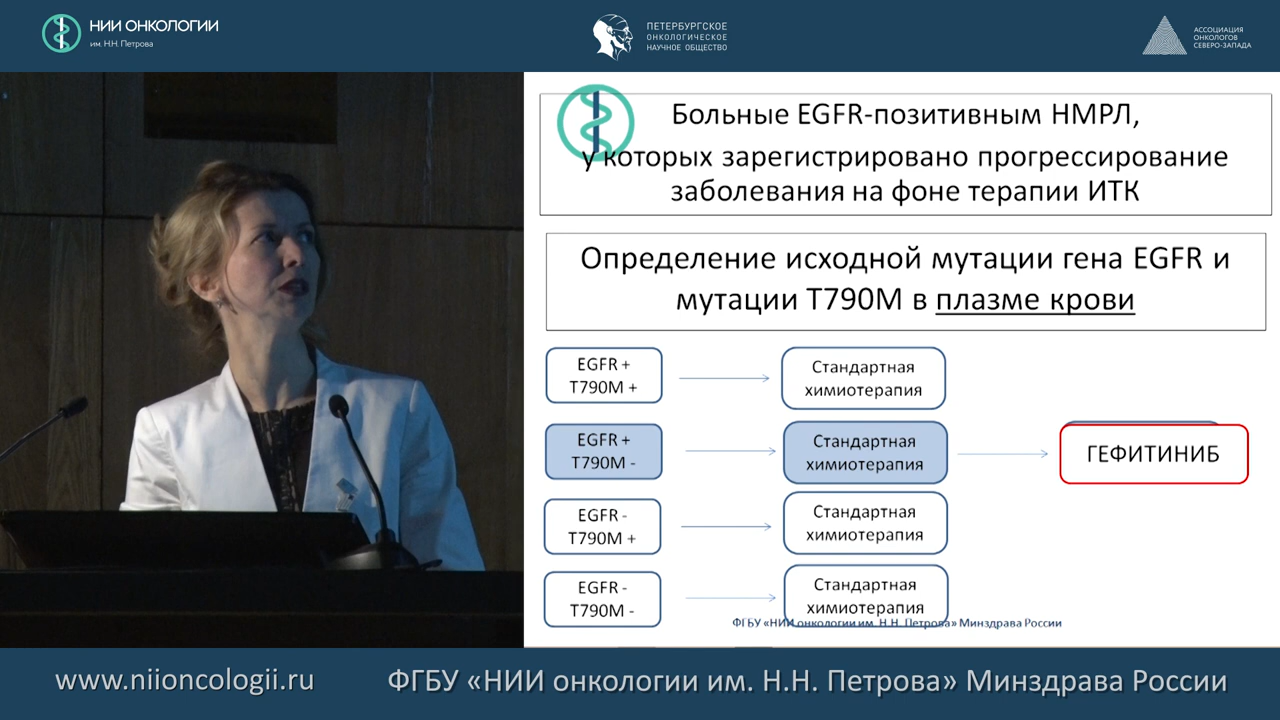 НИИ ОНКОЛОГИИ
им. Н.Н. Петрова
ПЕТЕРБУРГСКОЕ
ОНКОЛОГИЧЕСКОЕ
НАУЧНОЕ ОБЩЕСТВО
АССОЦИАЦИЯ
ОНКОЛОГОВ
СЕВЕРО-ЗАПАДА
Больные EGFR-позитивным НМРЛ,
у которых зарегистрировано прогрессирование
заболевания на фоне терапии ИТК
Определение исходной мутации гена EGFR и
мутации T790M в плазме крови
EGFR +
T790M +
Стандартная
химиотерапия
EGFR +
T790M -
Стандартная
химиотерапия
ГЕФИТИНИБ
EGFR -
T790M +
Стандартная
химиотерапия
EGFR -
T790M -
Стандартная
химиотерапия
ФГБУ «НИИ онкологии им. Н.Н. Петрова» Минздрава России
www.niioncologii.ru
ФГБУ «НИИ онкологии им. Н.Н. Петрова» Минздрава России